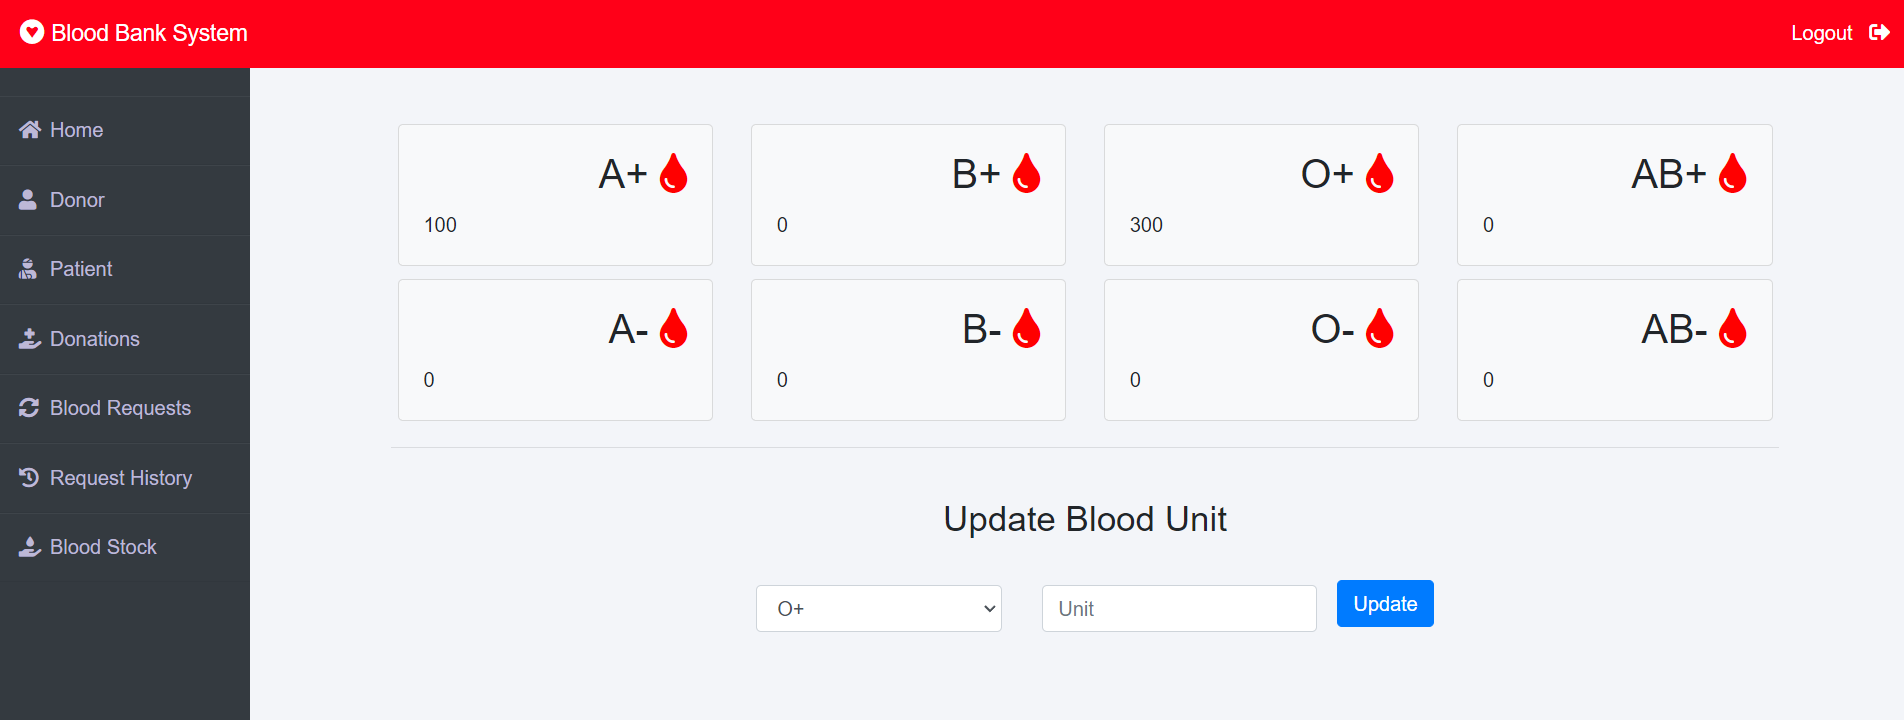 Blood Bank System
Logout
Home
Donor
Patient
Donations
Blood Requests
Request History
Blood Stock
A+
100
B+
0
O+
300
AB+
0
A-
0
B-
0
O-
0
AB-
0
Update Blood Unit
O+
Unit
Update